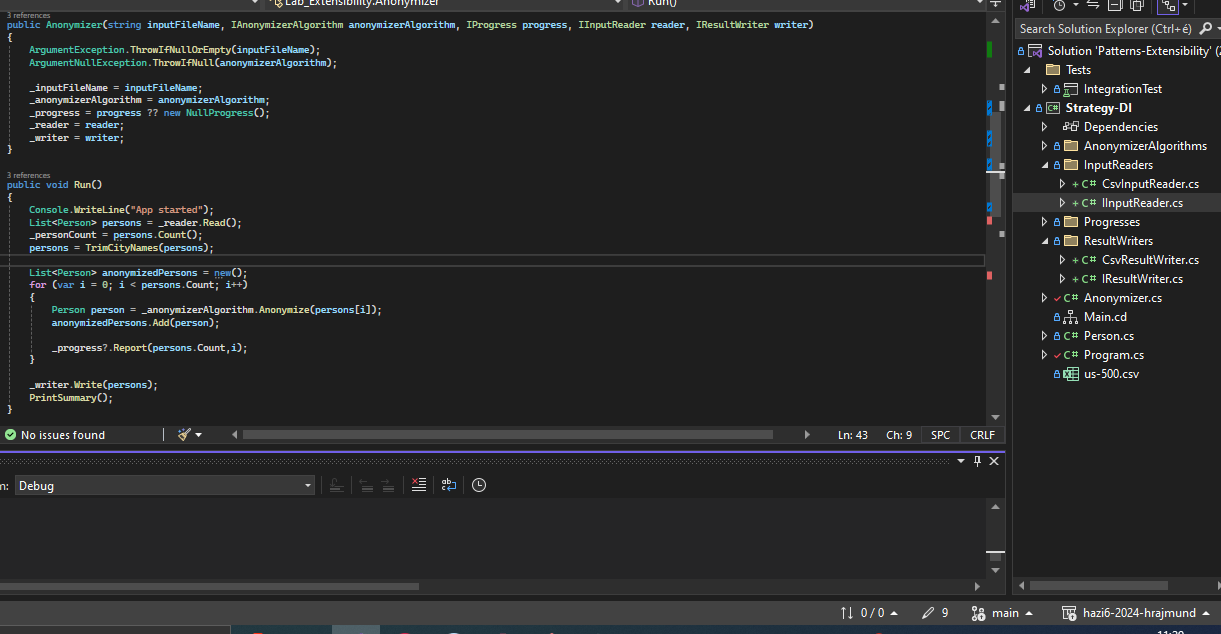 Lab_Extensibility.Anonymizer
Run()
3 references
public Anonymizer(string inputFileName, IAnonymizerAlgorithm anonymizerAlgorithm, IProgress progress, IInputReader reader, IResultWriter writer)
{
ArgumentException.ThrowIfNullOrEmpty(inputFileName);
ArgumentNullException.ThrowIfNull(anonymizerAlgorithm);
_inputFileName = inputFileName;
_anonymizerAlgorithm = anonymizerAlgorithm;
_progress = progress ?? new NullProgress();
_reader = reader;
_writer = writer;
}
3 references
public void Run()
{
Console.WriteLine("App started");
List<Person> persons = _reader.Read();
_personCount = persons.Count();
persons = TrimCityNames(persons);
List<Person> anonymizedPersons = new();
for (var i = 0; i < persons.Count; i++)
{
Person person = _anonymizerAlgorithm.Anonymize(persons[i]);
anonymizedPersons.Add(person);
_progress?.Report(persons.Count,i);
}
_writer.Write(persons);
PrintSummary();
}
No issues found
Ln: 43
Ch: 9
SPC
CRLF
Debug
Search Solution Explorer (Ctrl+é)
Solution 'Patterns-Extensibility'
Tests
IntegrationTest
C# Strategy-DI
Dependencies
AnonymizerAlgorithms
InputReaders
C# CsvInputReader.cs
C# IInputReader.cs
Progresses
ResultWriters
C# CsvResultWriter.cs
C# IResultWriter.cs
C# Anonymizer.cs
Main.cd
C# Person.cs
C# Program.cs
us-500.csv
0 / 0
9
main
hazi6-2024-hrajmund